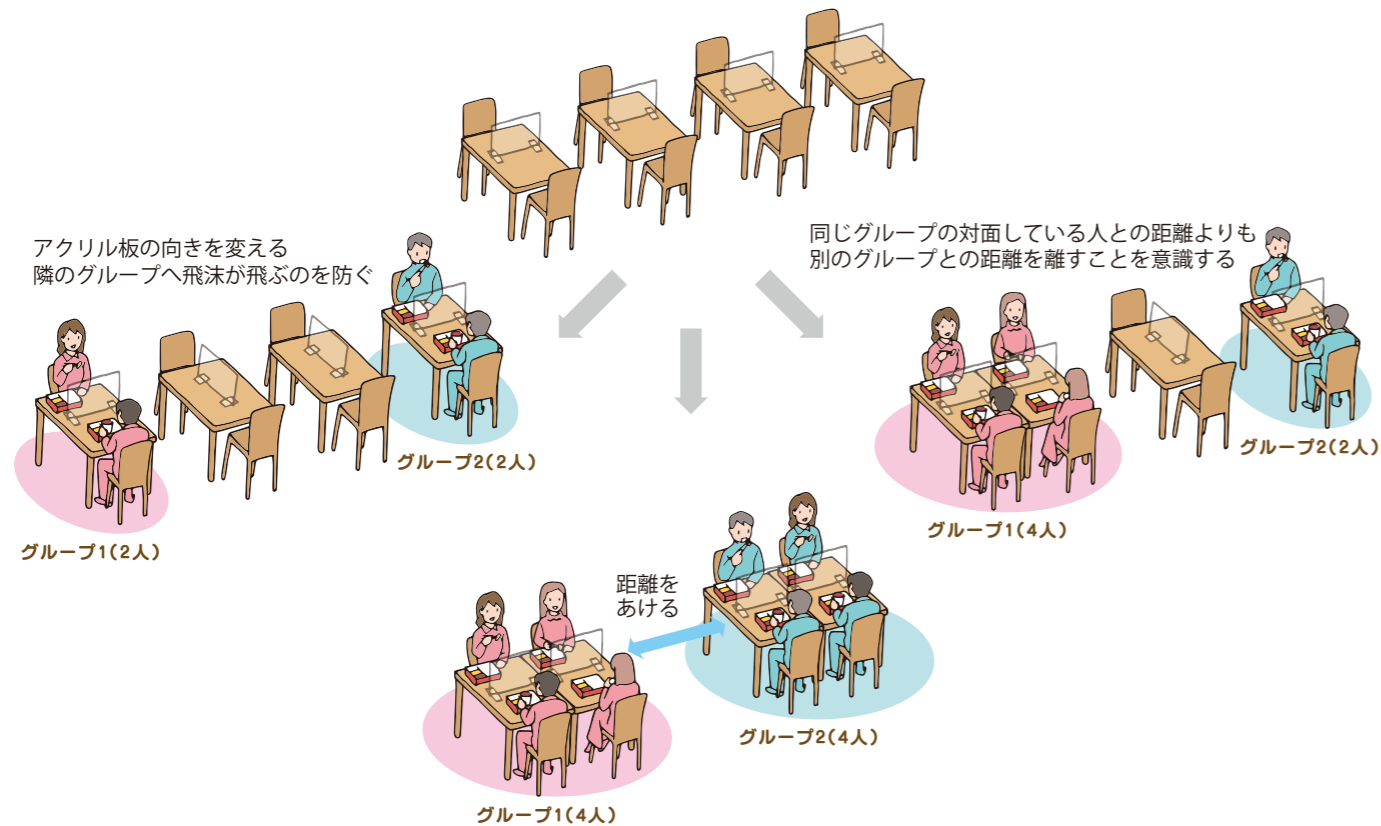 アクリル板の向きを変える
隣のグループへ飛沫が飛ぶのを防ぐ
グループ1(2人)
グループ2(2人)
同じグループの対面している人との距離よりも
別のグループとの距離を離すことを意識する
グループ1(4人)
グループ2(2人)
距離を
あける
グループ1(4人)
グループ2(4人)